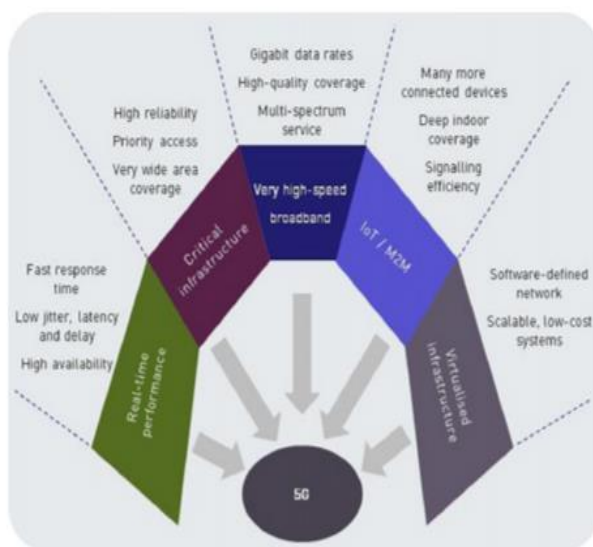 Gigabit data rates
High-quality coverage
Multi-spectrum
service
Many more
connected devices
Deep indoor
coverage
Signalling
efficiency
High reliability
Priority access
Very wide area
coverage
Very high-speed
broadband
Critical
infrastructure
IoT / M2M
Fast response
time
Low jitter, latency
and delay
High availability
Software-defined
network
Scalable, low-cost
systems
Real-time
performance
Virtualised
infrastructure
5G